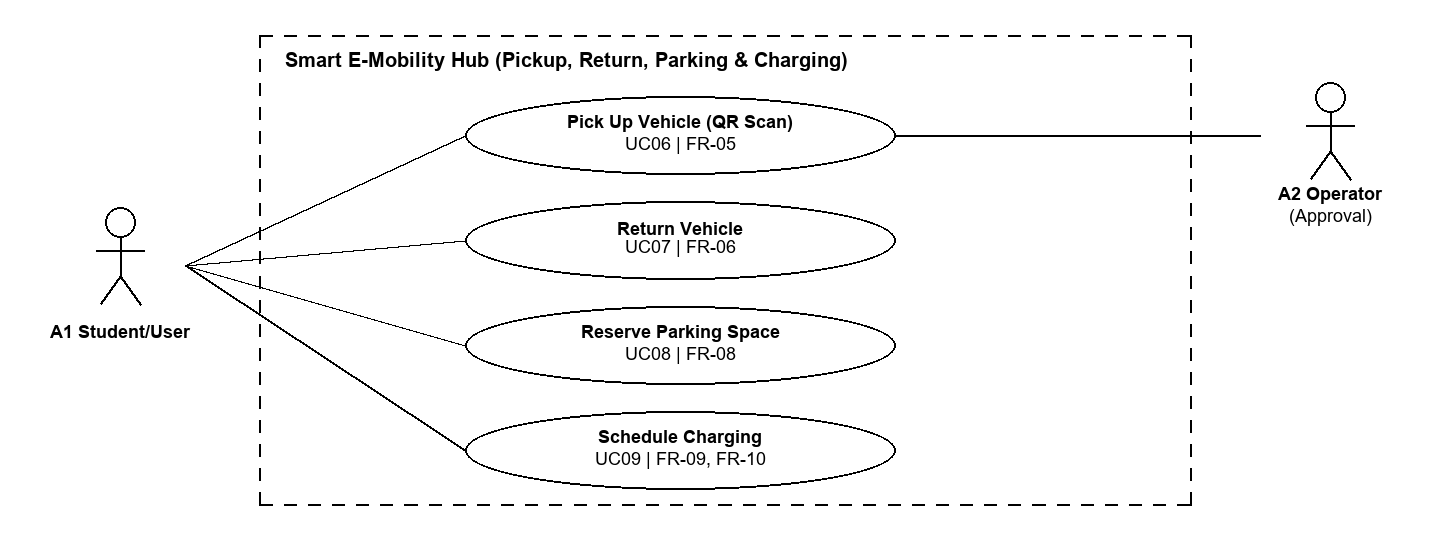 Smart E-Mobility Hub (Pickup, Return, Parking & Charging)
Pick Up Vehicle (QR Scan)
UC06 | FR-05
A2 Operator
(Approval)
Return Vehicle
UC07 | FR-06
A1 Student/User
Reserve Parking Space
UC08 | FR-08
Schedule Charging
UC09 | FR-09, FR-10